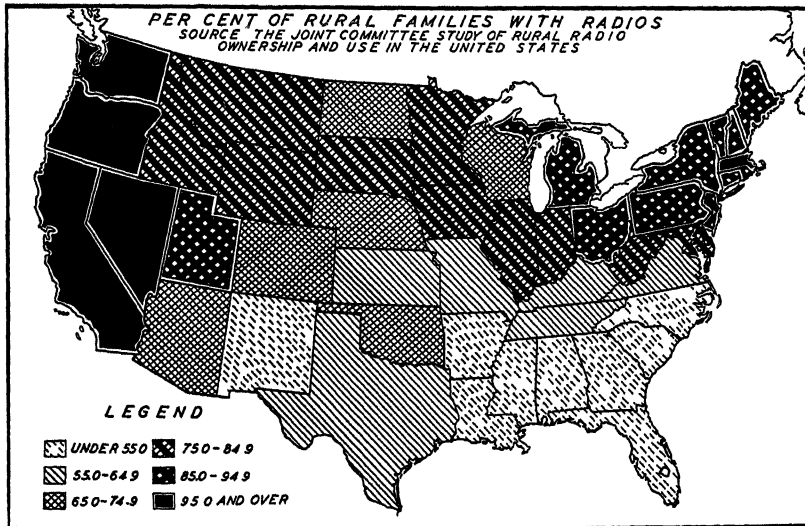 PER CENT OF RURAL FAMILIES WITH RADIOS
SOURCE THE JOINT COMMITTEE STUDY OF RURAL RADIO
OWNERSHIP AND USE IN THE UNITED STATES
LEGEND
UNDER 55 0
55.0-64 9
65 0-74.9
75 0-84 9
85.0-94 9
95 0 AND OVER